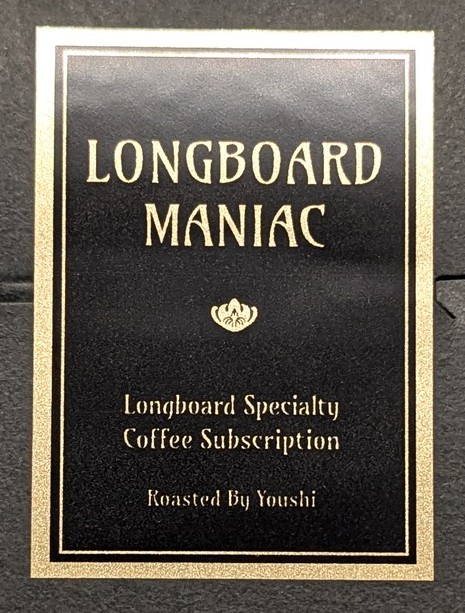 LONGBOARD
MANIAC
Longboard Specialty
Coffee Subscription
Roasted By Youshi